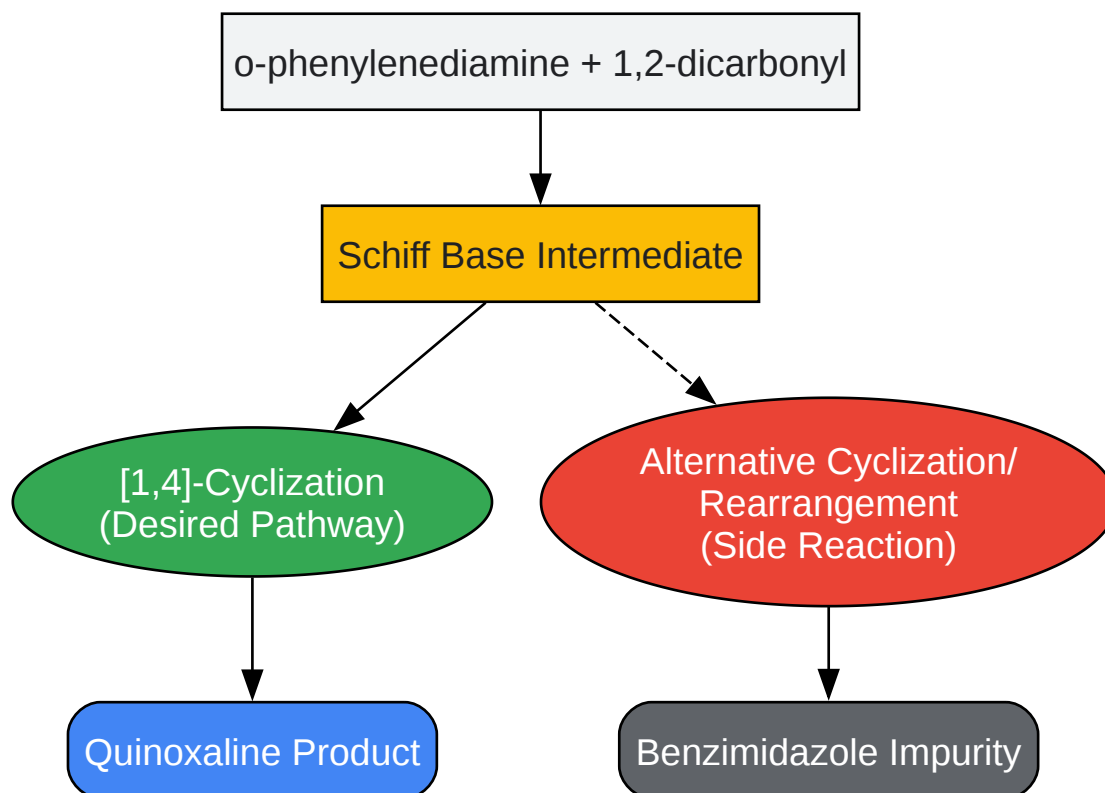 o-phenylenediamine + 1,2-dicarbonyl
Schiff Base Intermediate
[1,4]-Cyclization
(Desired Pathway)
Alternative Cyclization/
Rearrangement
(Side Reaction)
Quinoxaline Product
Benzimidazole Impurity